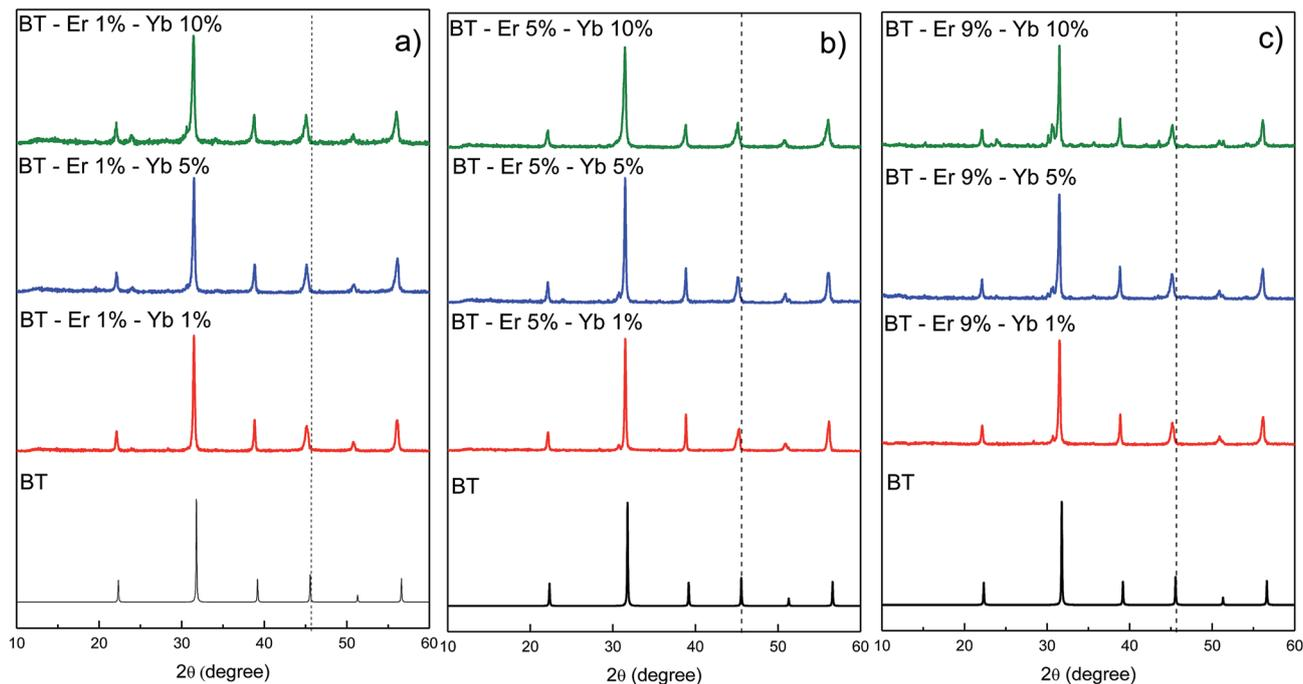 BT - Er 1% - Yb 10%
a)
BT - Er 1% - Yb 5%
BT - Er 1% - Yb 1%
BT
10 20 30 40 50 60
2θ (degree)
BT - Er 5% - Yb 10%
b)
BT - Er 5% - Yb 5%
BT - Er 5% - Yb 1%
BT
20 30 40 50 60
2θ (degree)
BT - Er 9% - Yb 10%
c)
BT - Er 9% - Yb 5%
BT - Er 9% - Yb 1%
BT
10 20 30 40 50 60
2θ (degree)